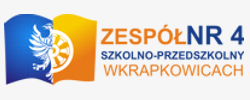 ZESPÓŁNR 4
SZKOLNO-PRZEDSZKOLNY
WKRAPKOWICACH